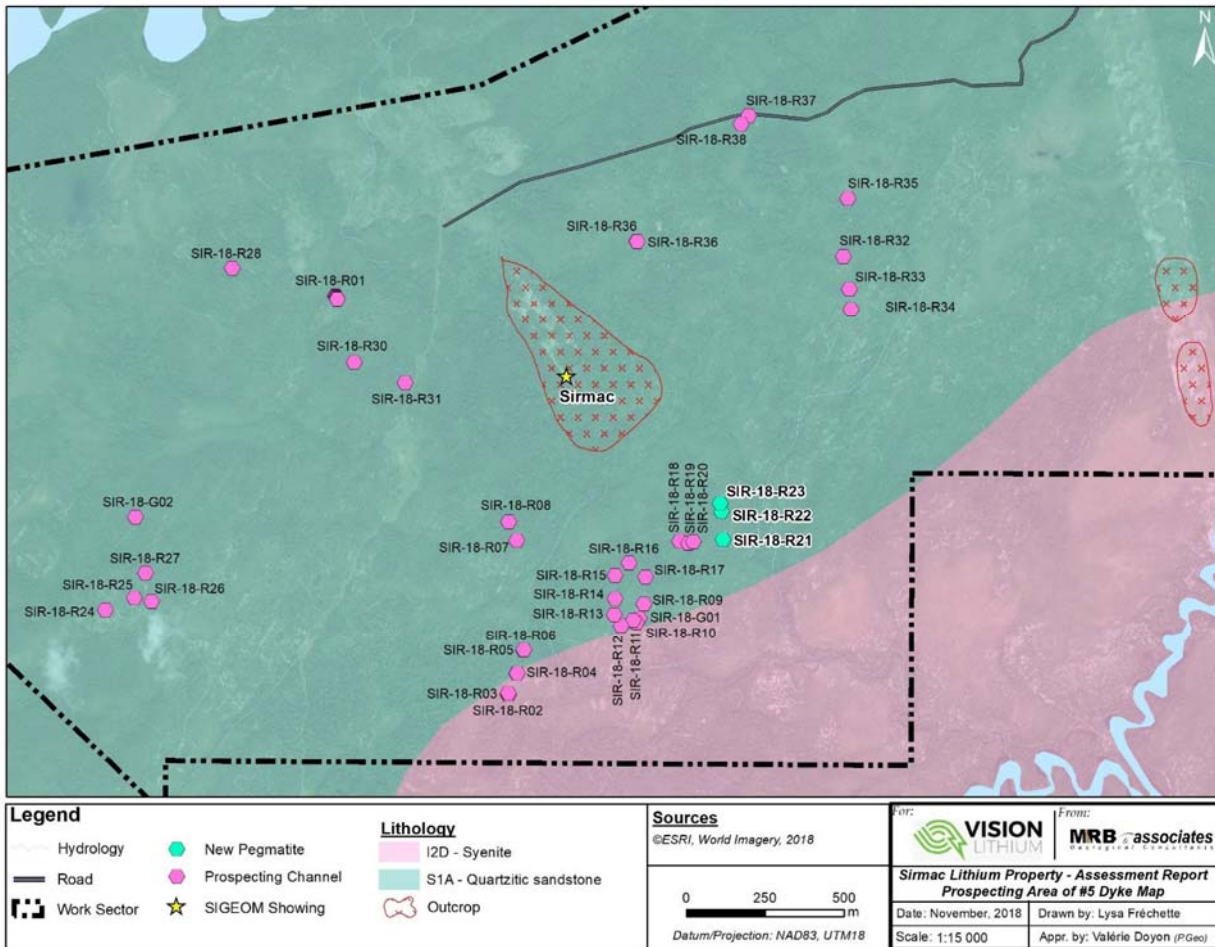 N
SIR-18-R37
SIR-18-R38
SIR-18-R35
SIR-18-R36
SIR-18-R36
SIR-18-R32
SIR-18-R28
SIR-18-R01
SIR-18-R33
SIR-18-R34
SIR-18-R30
SIR-18-R31
Sirmac
SIR-18-R18
SIR-18-R19
SIR-18-R20
SIR-18-R23
SIR-18-R22
SIR-18-R21
SIR-18-G02
SIR-18-R08
SIR-18-R07
SIR-18-R16
SIR-18-R27
SIR-18-R15
SIR-18-R17
SIR-18-R25
SIR-18-R26
SIR-18-R14
SIR-18-R24
SIR-18-R09
SIR-18-R13
SIR-18-G01
SIR-18-R10
SIR-18-R06
SIR-18-R05
SIR-18-R12
SIR-18-R11
SIR-18-R04
SIR-18-R03
SIR-18-R02
Legend
Hydrology
Road
Work Sector
New Pegmatite
Prospecting Channel
SIGEOM Showing
Lithology
I2D - Syenite
S1A - Quartzitic sandstone
Outcrop
Sources
©ESRI, World Imagery, 2018
0 250 500
m
Datum/Projection: NAD83, UTM18
For:
VISION
LITHIUM
From:
MRB & associates
Geological Consultants
Sirmac Lithium Property - Assessment Report
Prospecting Area of #5 Dyke Map
Date: November, 2018
Drawn by: Lysa Fréchette
Scale: 1:15 000
Appr. by: Valérie Doyon (PGeo)